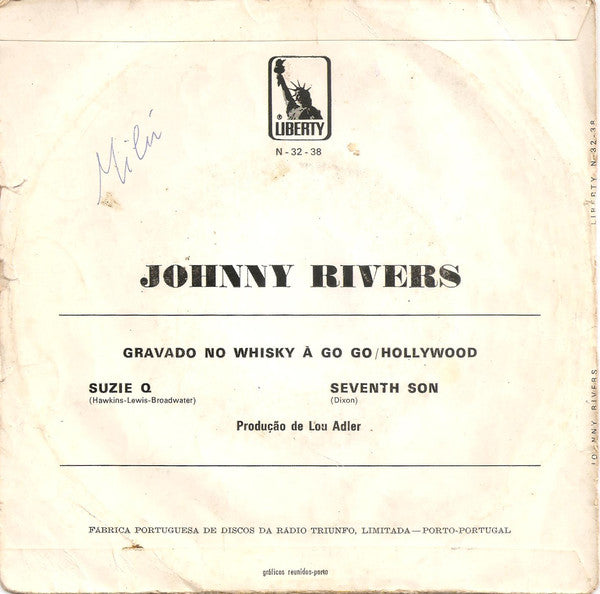 ® LIBERTY
N - 32 - 38
Milú
JOHNNY RIVERS
GRAVADO NO WHISKY À GO GO/HOLLYWOOD
SUZIE Q
(Hawkins-Lewis-Broadwater)
SEVENTH SON
(Dixon)
Produção de Lou Adler
FÁBRICA PORTUGUESA DE DISCOS DA RÁDIO TRIUNFO, LIMITADA—PORTO-PORTUGAL
gráficos reunidos-porto
LIBERTY N-32-38
JOHNNY RIVERS